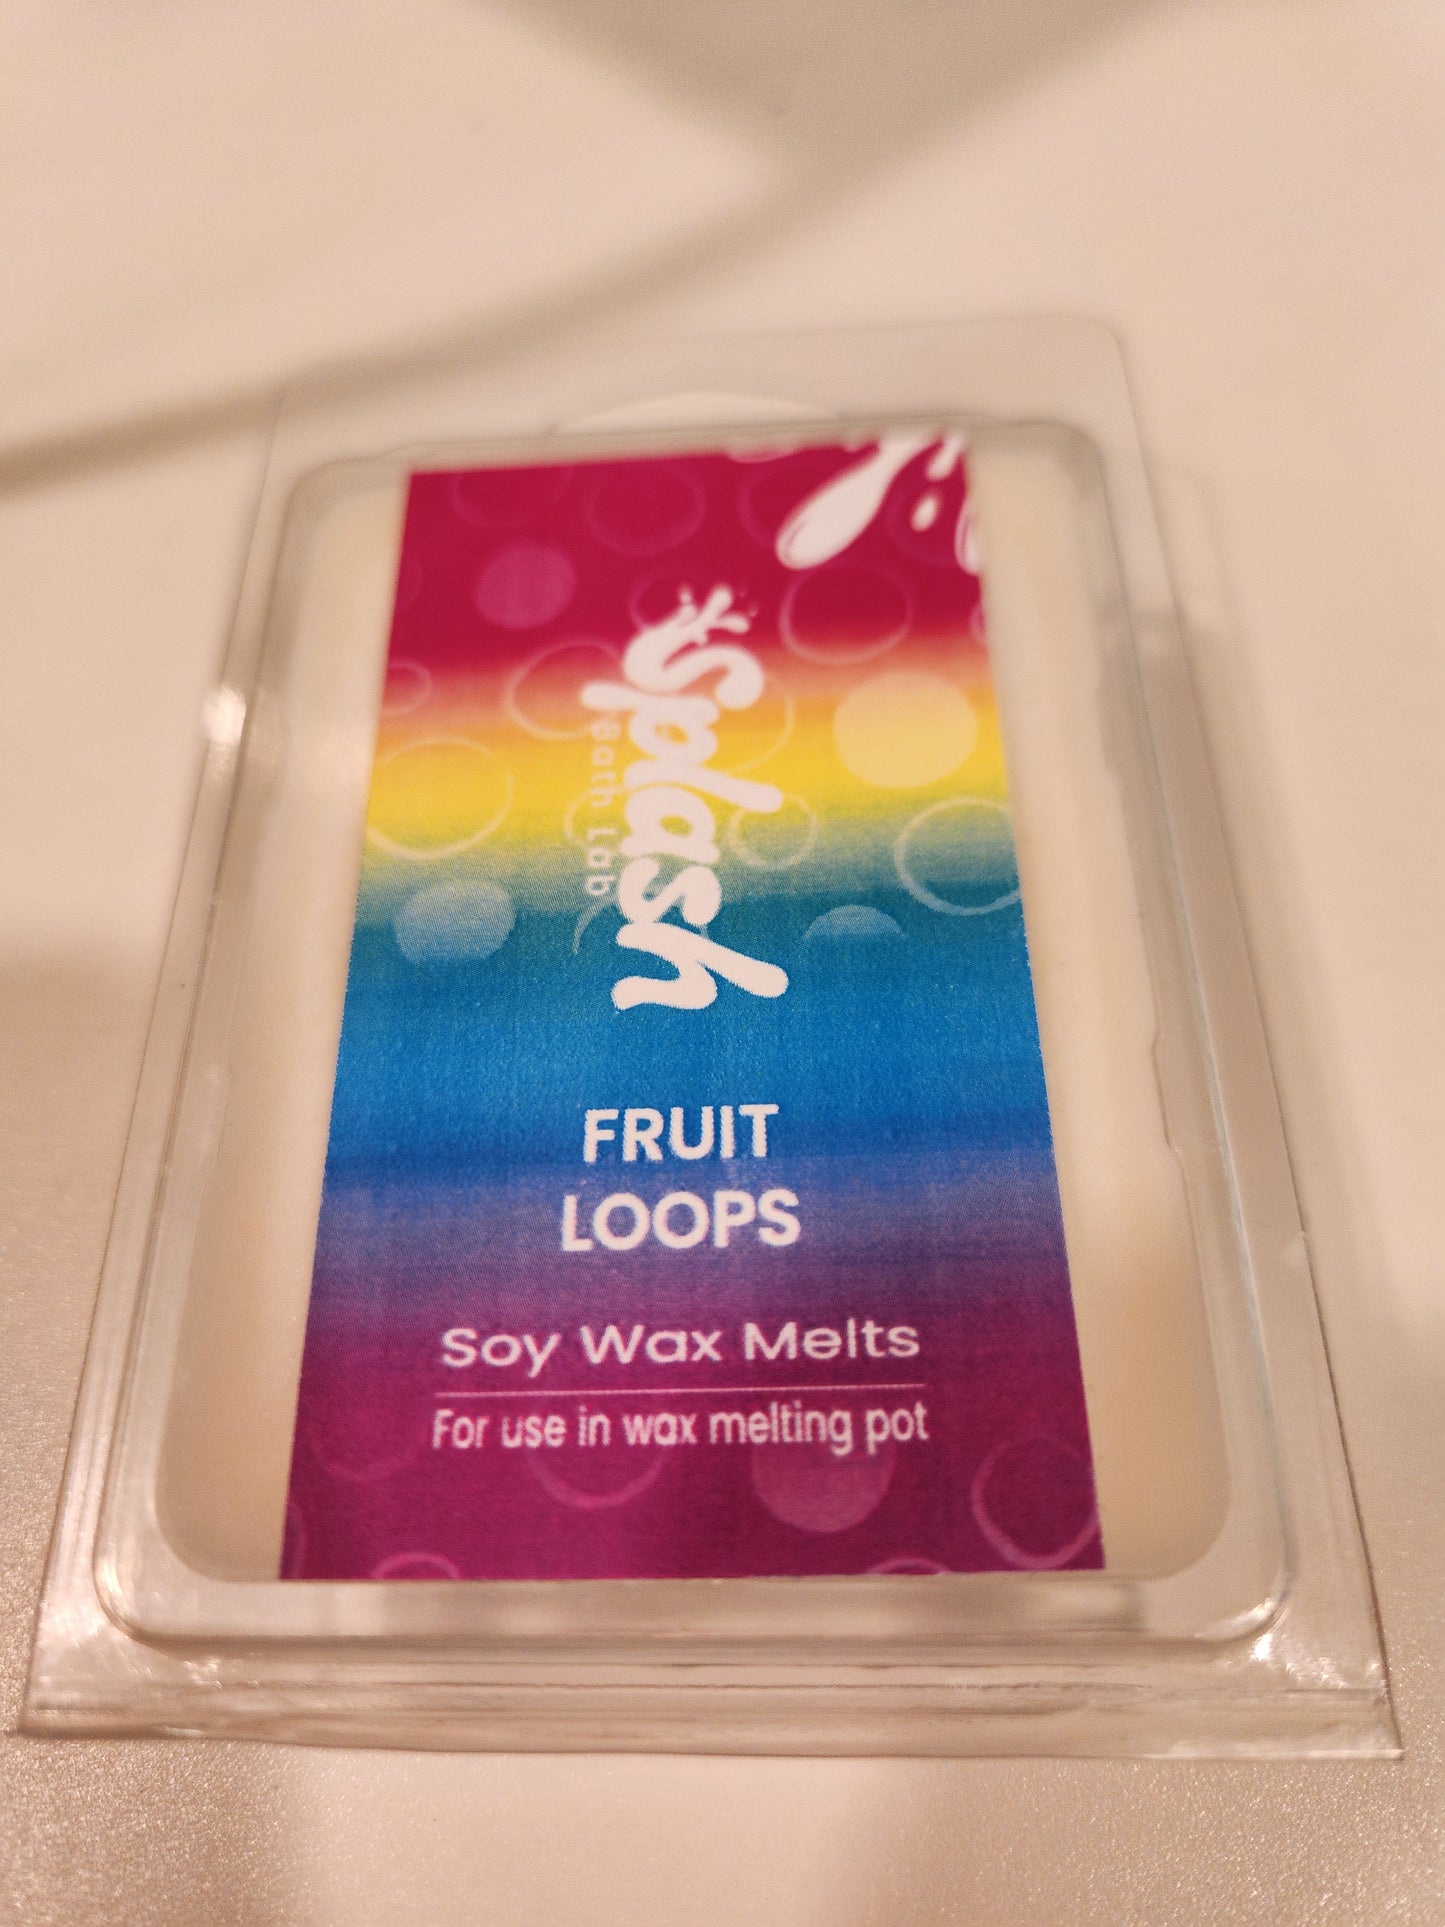 Splash
Bath Lab
FRUIT
LOOPS
Soy Wax Melts
For use in wax melting pot